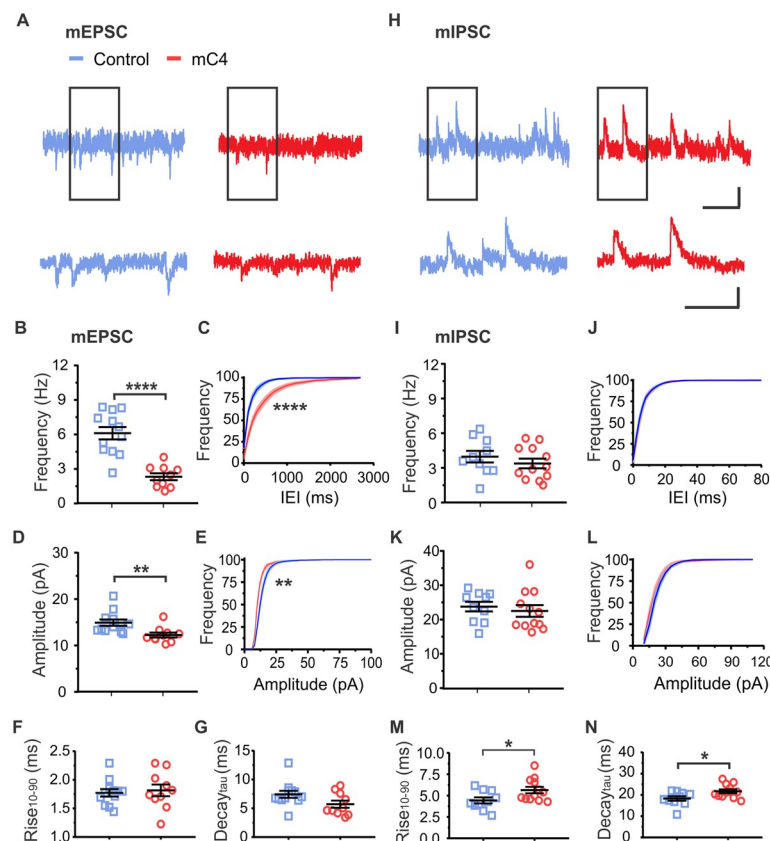 A
mEPSC
Control mC4
H
mIPSC
B mEPSC
Frequency (Hz)
12
9
6
3
0
****
C
Frequency
100
75
50
25
0
****
0 1000 2000 3000
IEI (ms)
I mIPSC
Frequency (Hz)
12
9
6
3
0
J
Frequency
100
75
50
25
0
0 20 40 60 80
IEI (ms)
D
Amplitude (pA)
30
20
10
0
**
E
Frequency
100
75
50
25
0
**
0 25 50 75 100
Amplitude (pA)
K
Amplitude (pA)
40
30
20
10
0
L
Frequency
100
75
50
25
0
0 30 60 90 120
Amplitude (pA)
F
Rise10-90 (ms)
2.5
2.0
1.5
1.0
G
Decaytau (ms)
15
10
5
0
M
Rise10-90 (ms)
10.0
7.5
5.0
2.5
0.0
*
N
Decaytau (ms)
40
30
20
10
0
*